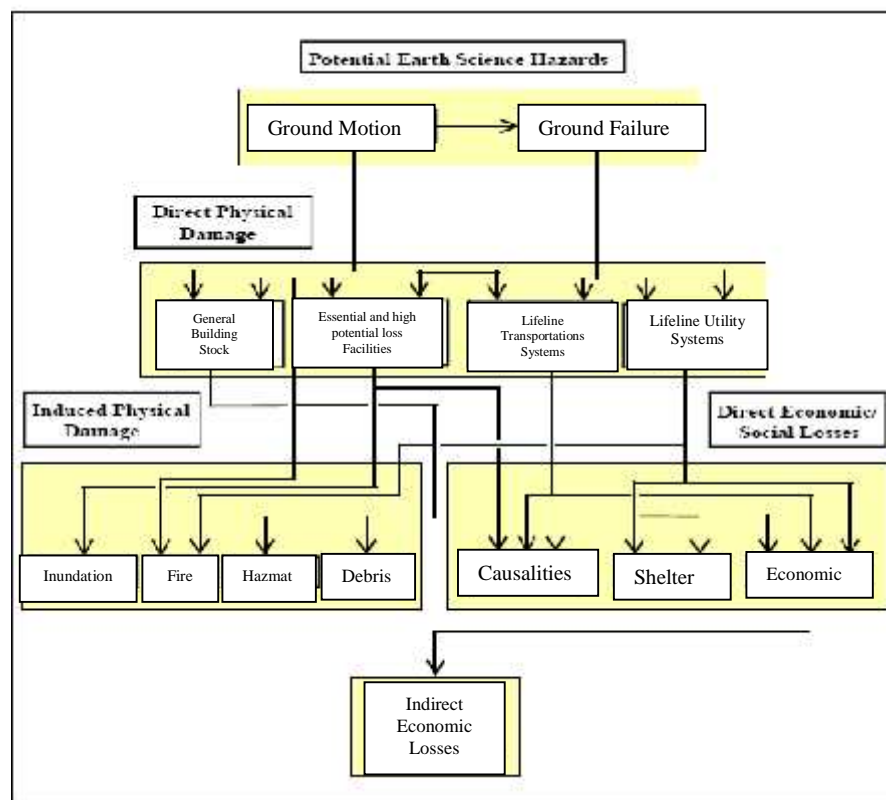 Potential Earth Science Hazards
Ground Motion
Ground Failure
Direct Physical
Damage
General
Building
Stock
Essential and high
potential loss
Facilities
Lifeline
Transportations
Systems
Lifeline Utility
Systems
Induced Physical
Damage
Direct Economic/
Social Losses
Inundation
Fire
Hazmat
Debris
Causalities
Shelter
Economic
Indirect
Economic
Losses